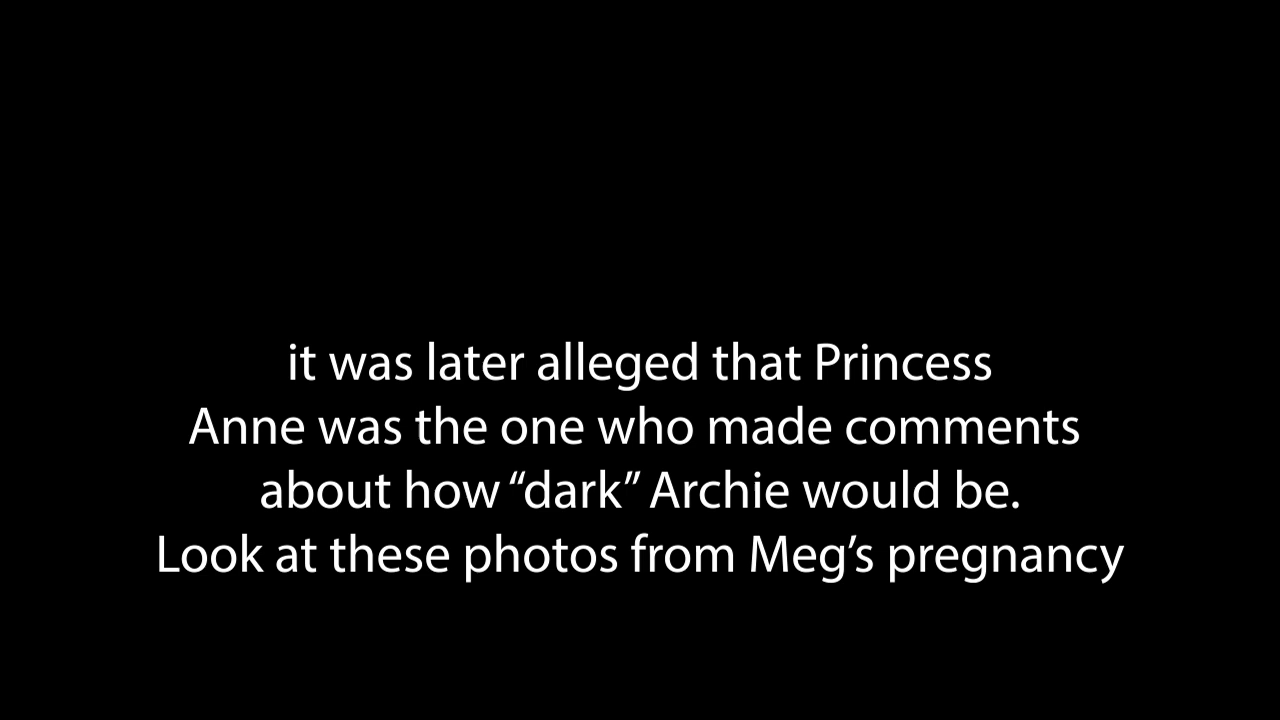 it was later alleged that Princess
Anne was the one who made comments
about how “dark” Archie would be.
Look at these photos from Meg’s pregnancy